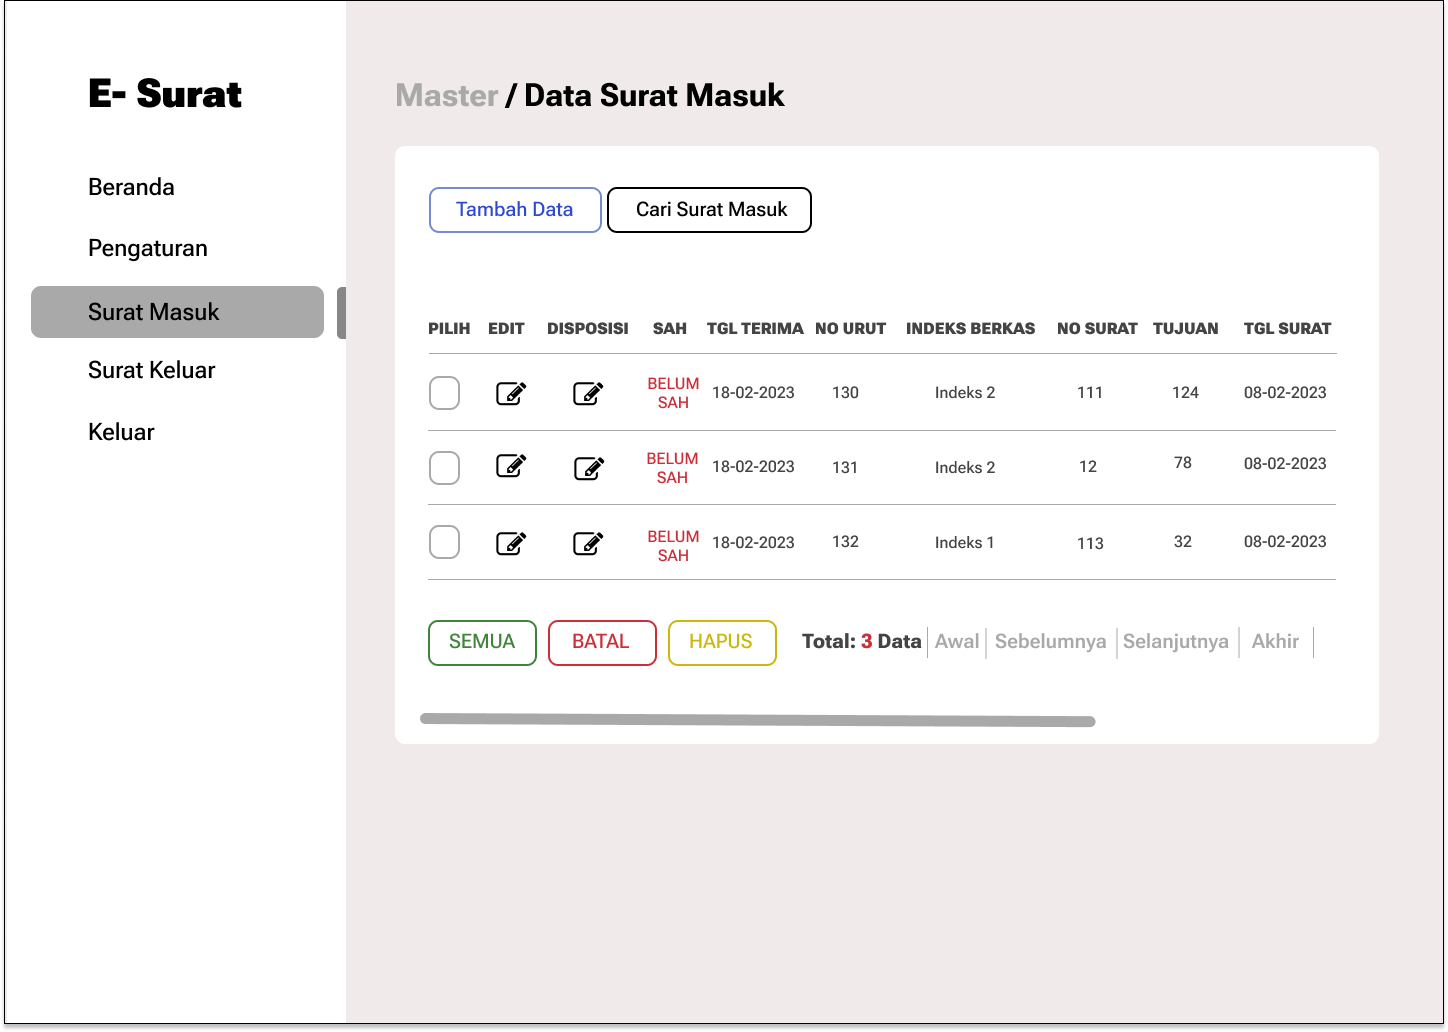 E- Surat
Beranda
Pengaturan
Surat Masuk
Surat Keluar
Keluar
Master / Data Surat Masuk
Tambah Data Cari Surat Masuk
PILIH EDIT DISPOSISI SAH TGL TERIMA NO URUT INDEKS BERKAS NO SURAT TUJUAN TGL SURAT
BELUM SAH 18-02-2023 130 Indeks 2 111 124 08-02-2023
BELUM SAH 18-02-2023 131 Indeks 2 12 78 08-02-2023
BELUM SAH 18-02-2023 132 Indeks 1 113 32 08-02-2023
SEMUA BATAL HAPUS Total: 3 Data Awal Sebelumnya Selanjutnya Akhir